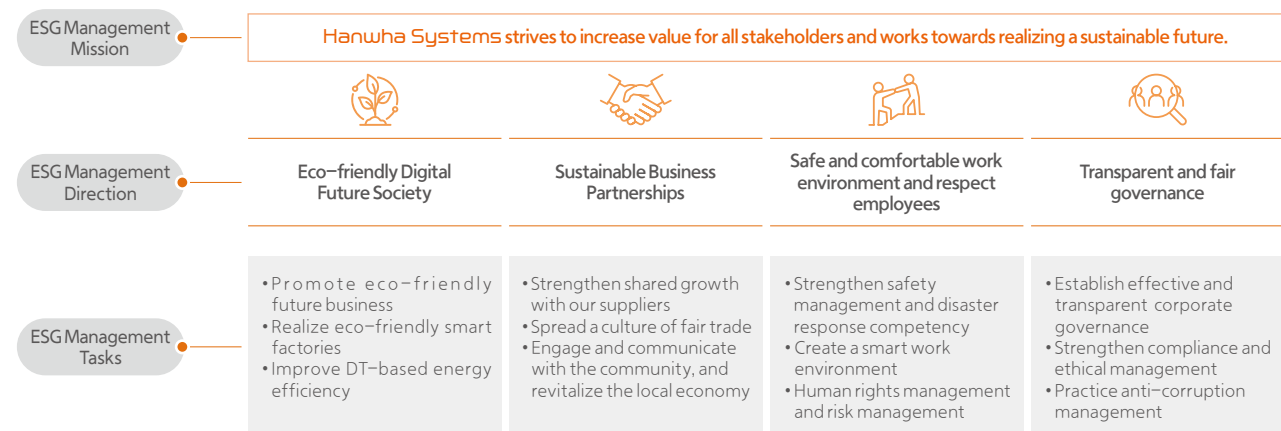 ESG Management
Mission
Hanwha Systems strives to increase value for all stakeholders and works towards realizing a sustainable future.
ESG Management
Direction
Eco-friendly Digital
Future Society
Sustainable Business
Partnerships
Safe and comfortable work
environment and respect
employees
Transparent and fair
governance
ESG Management
Tasks
• Promote eco-friendly
future business
• Realize eco-friendly smart
factories
• Improve DT-based energy
efficiency
• Strengthen shared growth
with our suppliers
• Spread a culture of fair trade
• Engage and communicate
with the community, and
revitalize the local economy
• Strengthen safety
management and disaster
response competency
• Create a smart work
environment
• Human rights management
and risk management
• Establish effective and
transparent corporate
governance
• Strengthen compliance and
ethical management
• Practice anti-corruption
management